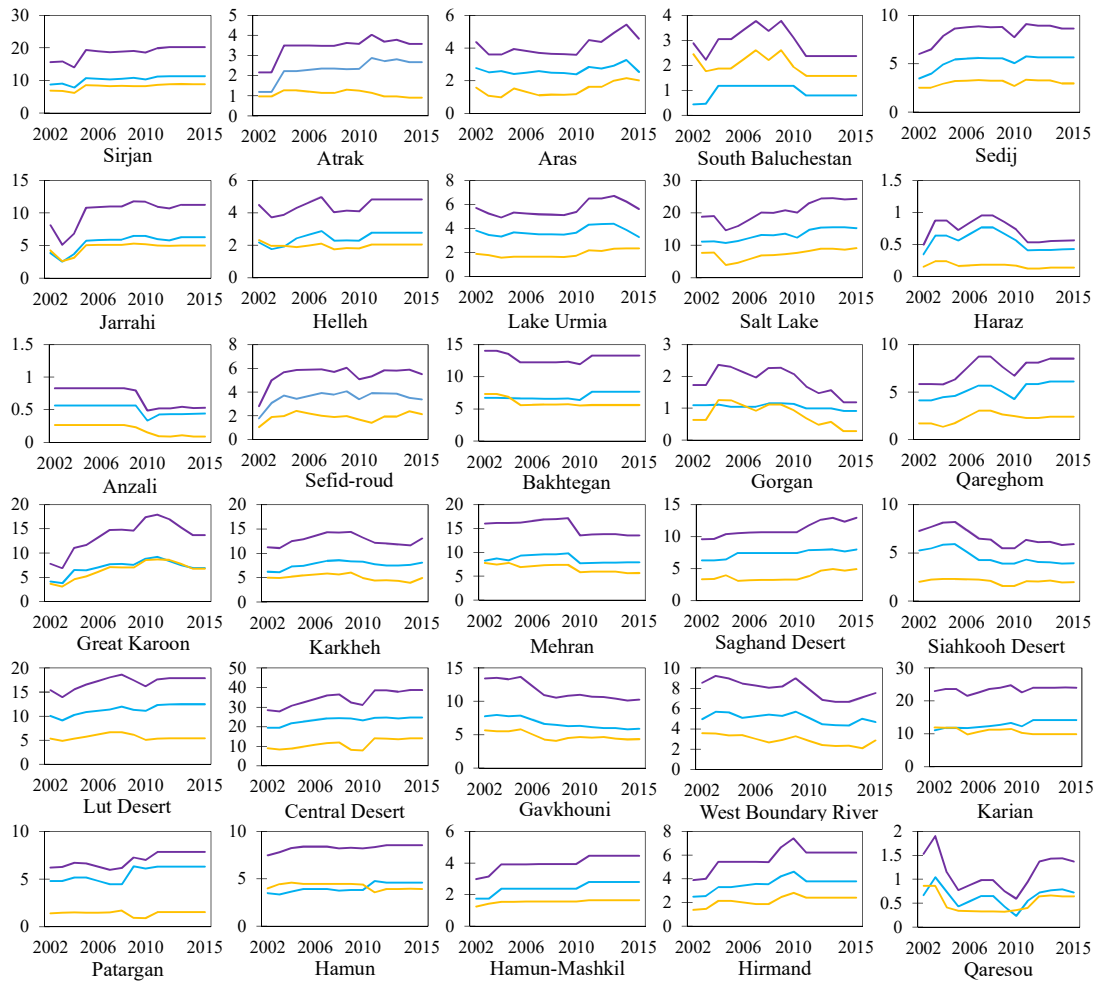 30
20
10
0
2002 2006 2010 2015
Sirjan
5
4
3
2
1
0
2002 2006 2010 2015
Atrak
6
4
2
0
2002 2006 2010 2015
Aras
4
3
2
1
0
2002 2006 2010 2015
South Baluchestan
10
5
0
2002 2006 2010 2015
Sedij
15
10
5
0
2002 2006 2010 2015
Jarrahi
6
4
2
0
2002 2006 2010 2015
Helleh
8
6
4
2
0
2002 2006 2010 2015
Lake Urmia
30
20
10
0
2002 2006 2010 2015
Salt Lake
1.5
1
0.5
0
2002 2006 2010 2015
Haraz
1.5
1
0.5
0
2002 2006 2010 2015
Anzali
8
6
4
2
0
2002 2006 2010 2015
Sefid-roud
15
10
5
0
2002 2006 2010 2015
Bakhtegan
3
2
1
0
2002 2006 2010 2015
Gorgan
10
5
0
2002 2006 2010 2015
Qareghom
20
15
10
5
0
2002 2006 2010 2015
Great Karoon
20
15
10
5
0
2002 2006 2010 2015
Karkheh
20
15
10
5
0
2002 2006 2010 2015
Mehran
15
10
5
0
2002 2006 2010 2015
Saghand Desert
10
5
0
2002 2006 2010 2015
Siahkooh Desert
20
15
10
5
0
2002 2006 2010 2015
Lut Desert
50
40
30
20
10
0
2002 2006 2010 2015
Central Desert
15
10
5
0
2002 2006 2010 2015
Gavkhouni
10
8
6
4
2
0
2002 2006 2010 2015
West Boundary River
30
20
10
0
2002 2006 2010 2015
Karian
10
5
0
2002 2006 2010 2015
Patargan
10
5
0
2002 2006 2010 2015
Hamun
6
4
2
0
2002 2006 2010 2015
Hamun-Mashkil
8
6
4
2
0
2002 2006 2010 2015
Hirmand
2
1.5
1
0.5
0
2002 2006 2010 2015
Qaresou